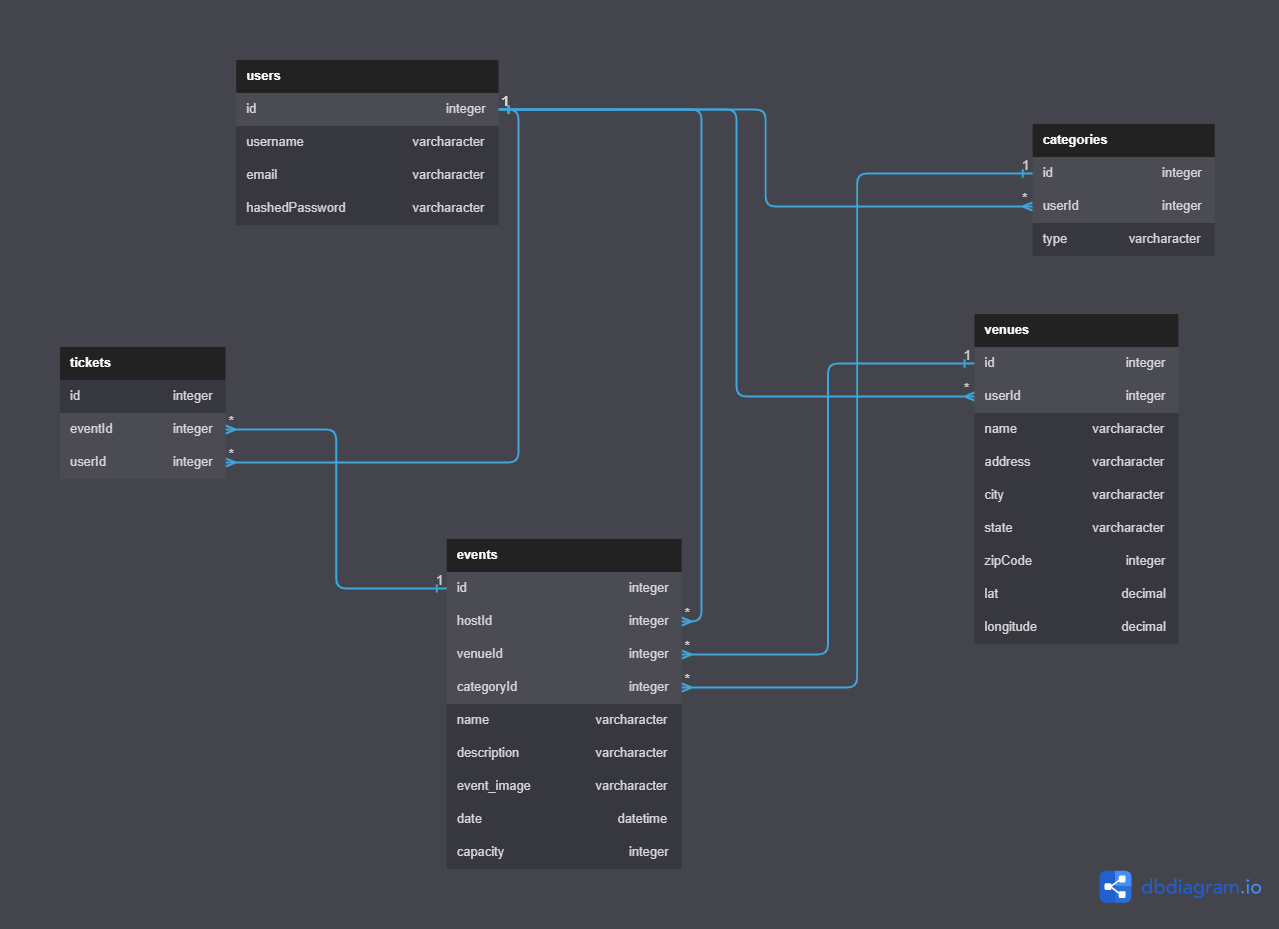 users
id integer
username varcharacter
email varcharacter
hashedPassword varcharacter
1
categories
1
id integer
*
userId integer
type varcharacter
venues
1
id integer
*
userId integer
name varcharacter
address varcharacter
city varcharacter
state varcharacter
zipCode integer
lat decimal
longitude decimal
tickets
id integer
eventId integer
*
userId integer
*
events
1
id integer
hostId integer
*
venueId integer
*
categoryId integer
*
name varcharacter
description varcharacter
event_image varcharacter
date datetime
capacity integer
dbdiagram.io